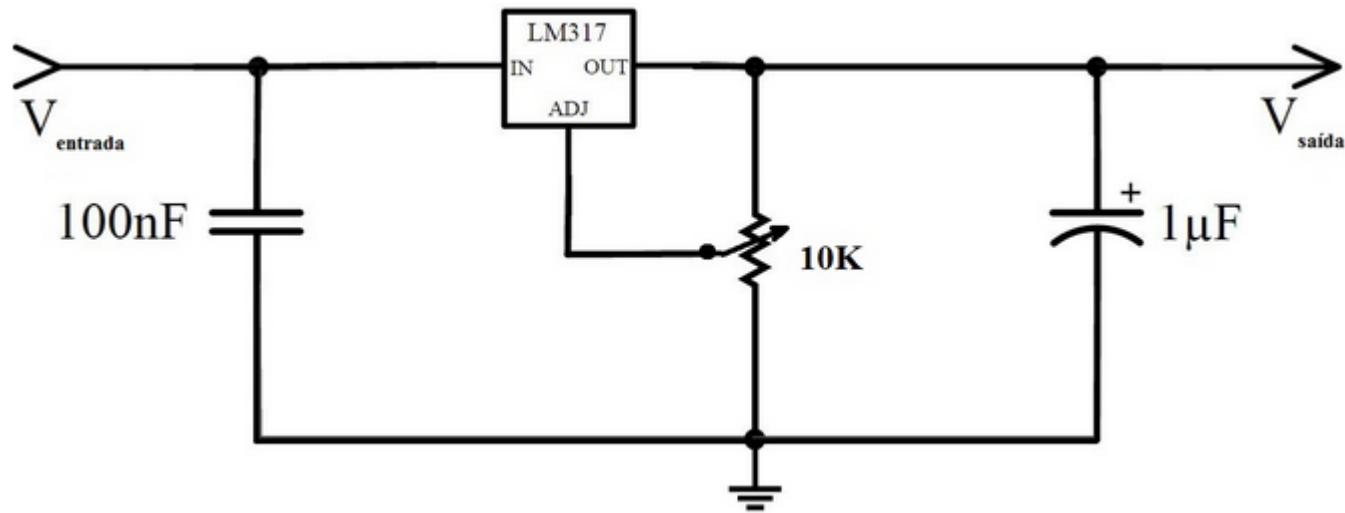 LM317
IN OUT
ADJ
V entrada
V saída
100nF
10K
+
1µF